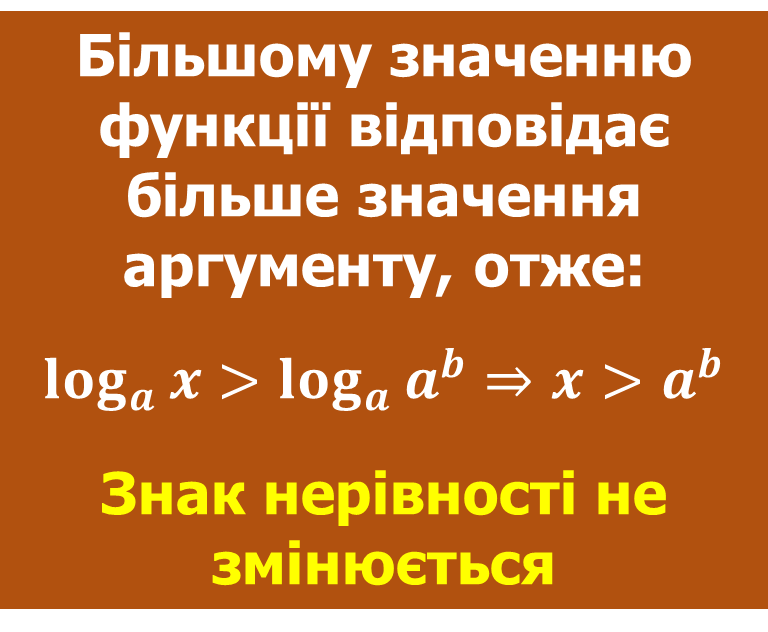 Більшому значенню
функції відповідає
більше значення
аргументу, отже:
logₐ x > logₐ aᵇ ⇒ x > aᵇ
Знак нерівності не
змінюється